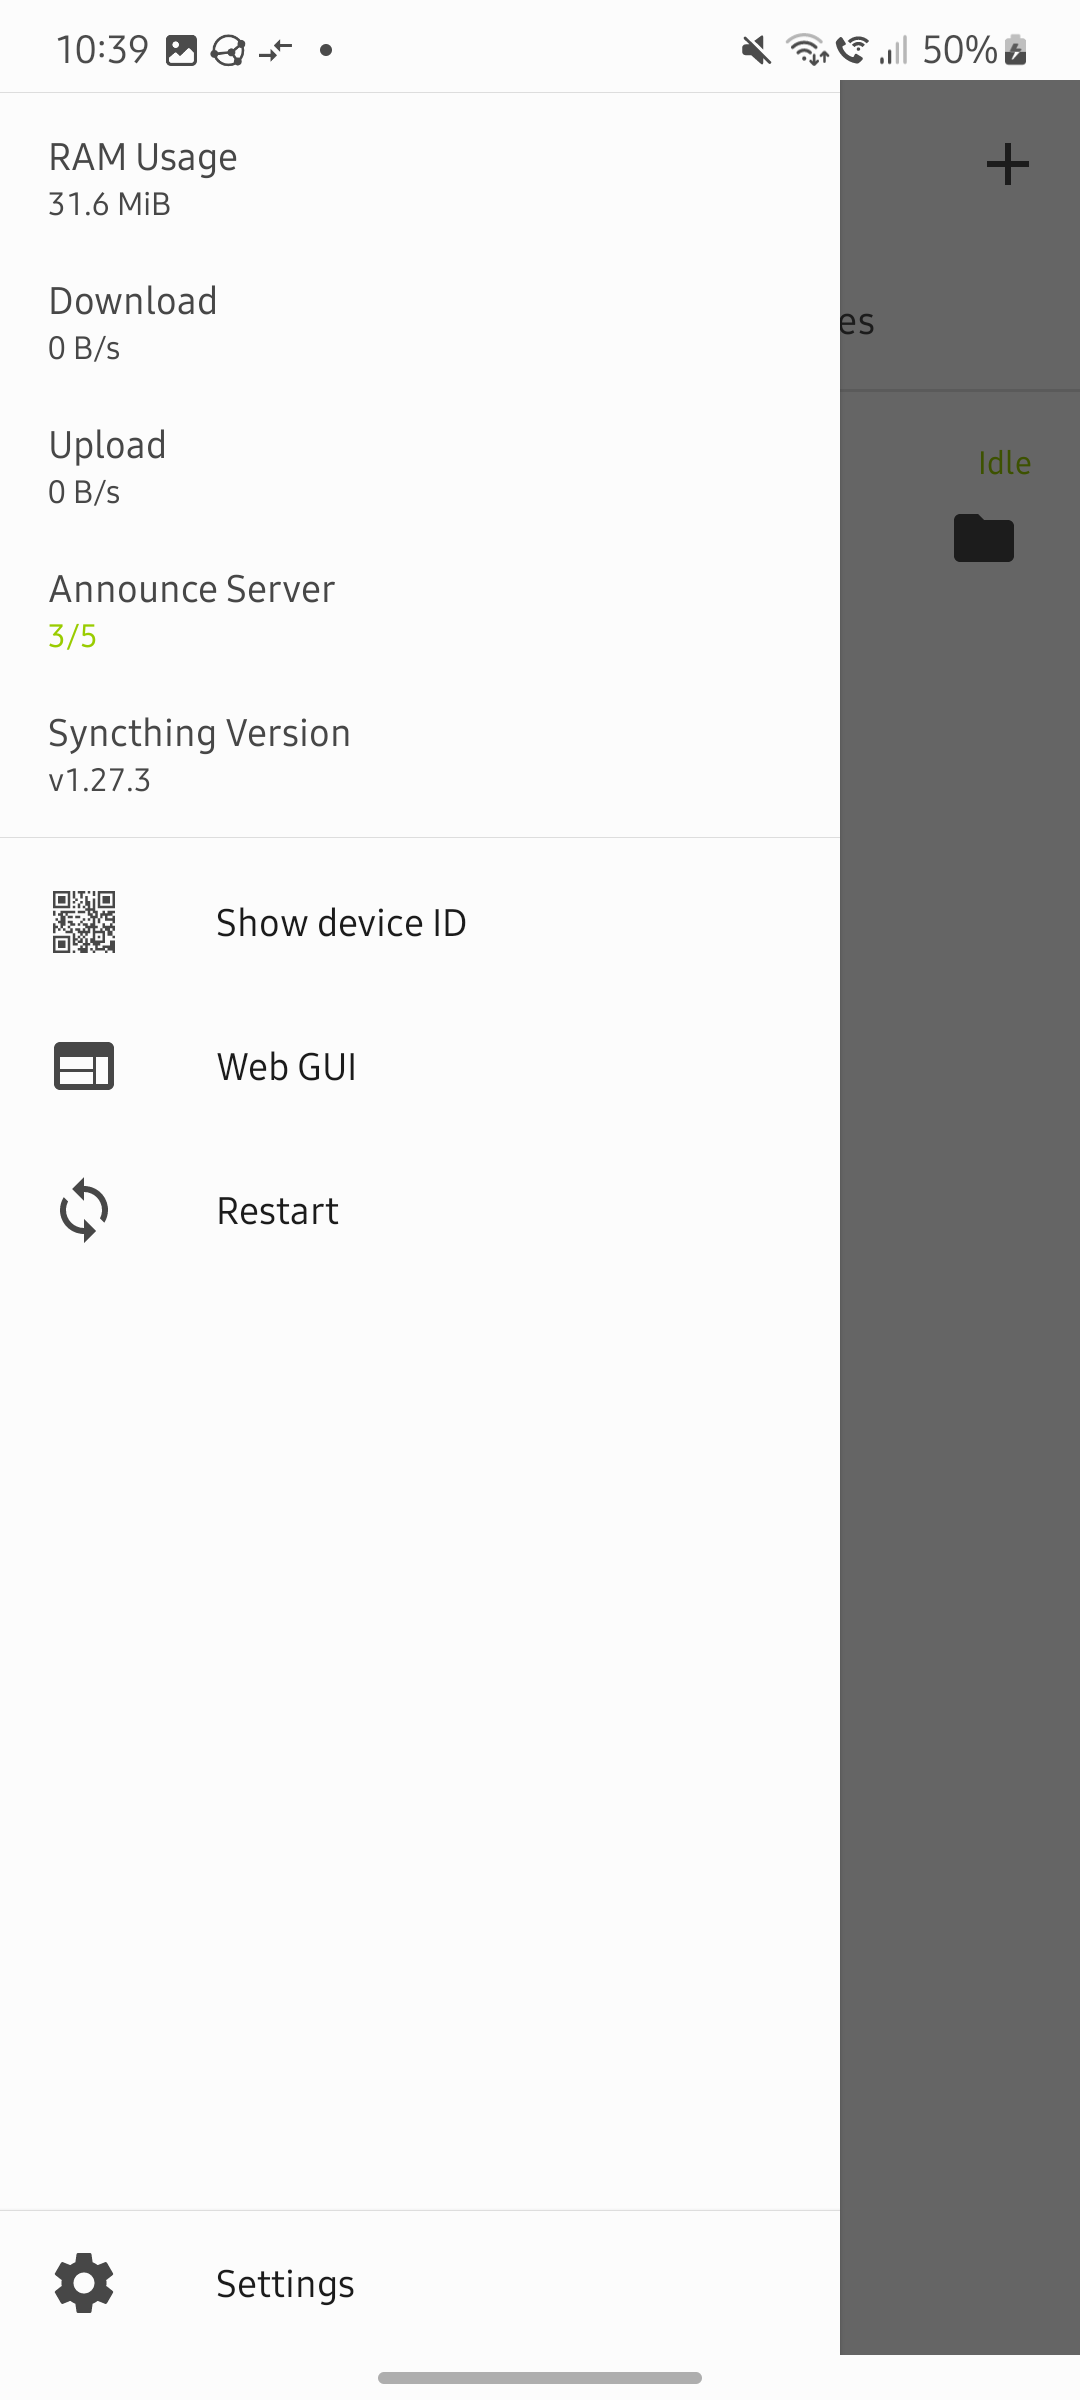 10:39
50%
RAM Usage
31.6 MiB
Download
0 B/s
es
Upload
0 B/s
Idle
Announce Server
3/5
Syncthing Version
v1.27.3
Show device ID
Web GUI
Restart
Settings